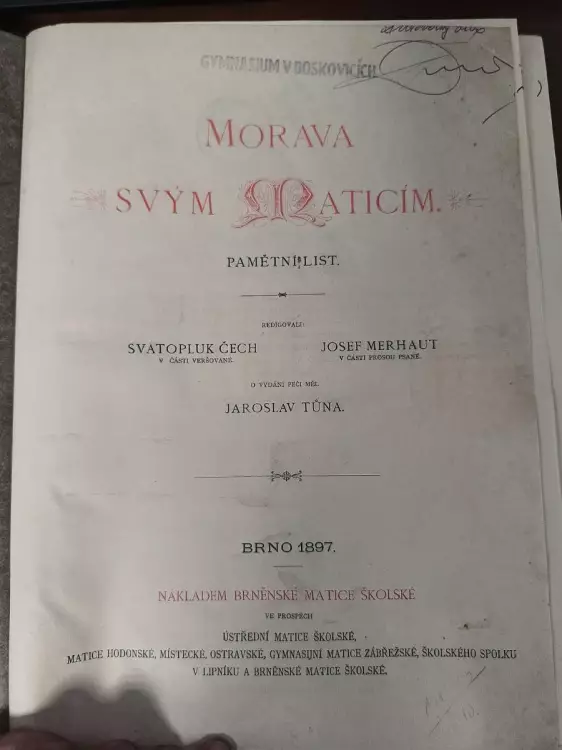 GYMNASIUM V BOSKOVICÍCH
MORAVA
SVÝM MATICÍM.
PAMĚTNÍ LIST.
REDIGOVALI:
SVATOPLUK ČECH JOSEF MERHAUT
V ČÁSTI VERŠOVANÉ. V ČÁSTI PROSOU PSANÉ.
O VYDÁNÍ PÉČI MĚL
JAROSLAV TŮNA.
BRNO 1897.
NAKLADEM BRNĚNSKÉ MATICE ŠKOLSKÉ
VE PROSPĚCH
ÚSTŘEDNÍ MATICE ŠKOLSKÉ,
MATICE HODONSKÉ, MÍSTECKÉ, OSTRAVSKÉ, GYMNASIJNÍ MATICE ZÁBŘEŽSKÉ, ŠKOLSKÉHO SPOLKU
V LIPNÍKU A BRNĚNSKÉ MATICE ŠKOLSKÉ.